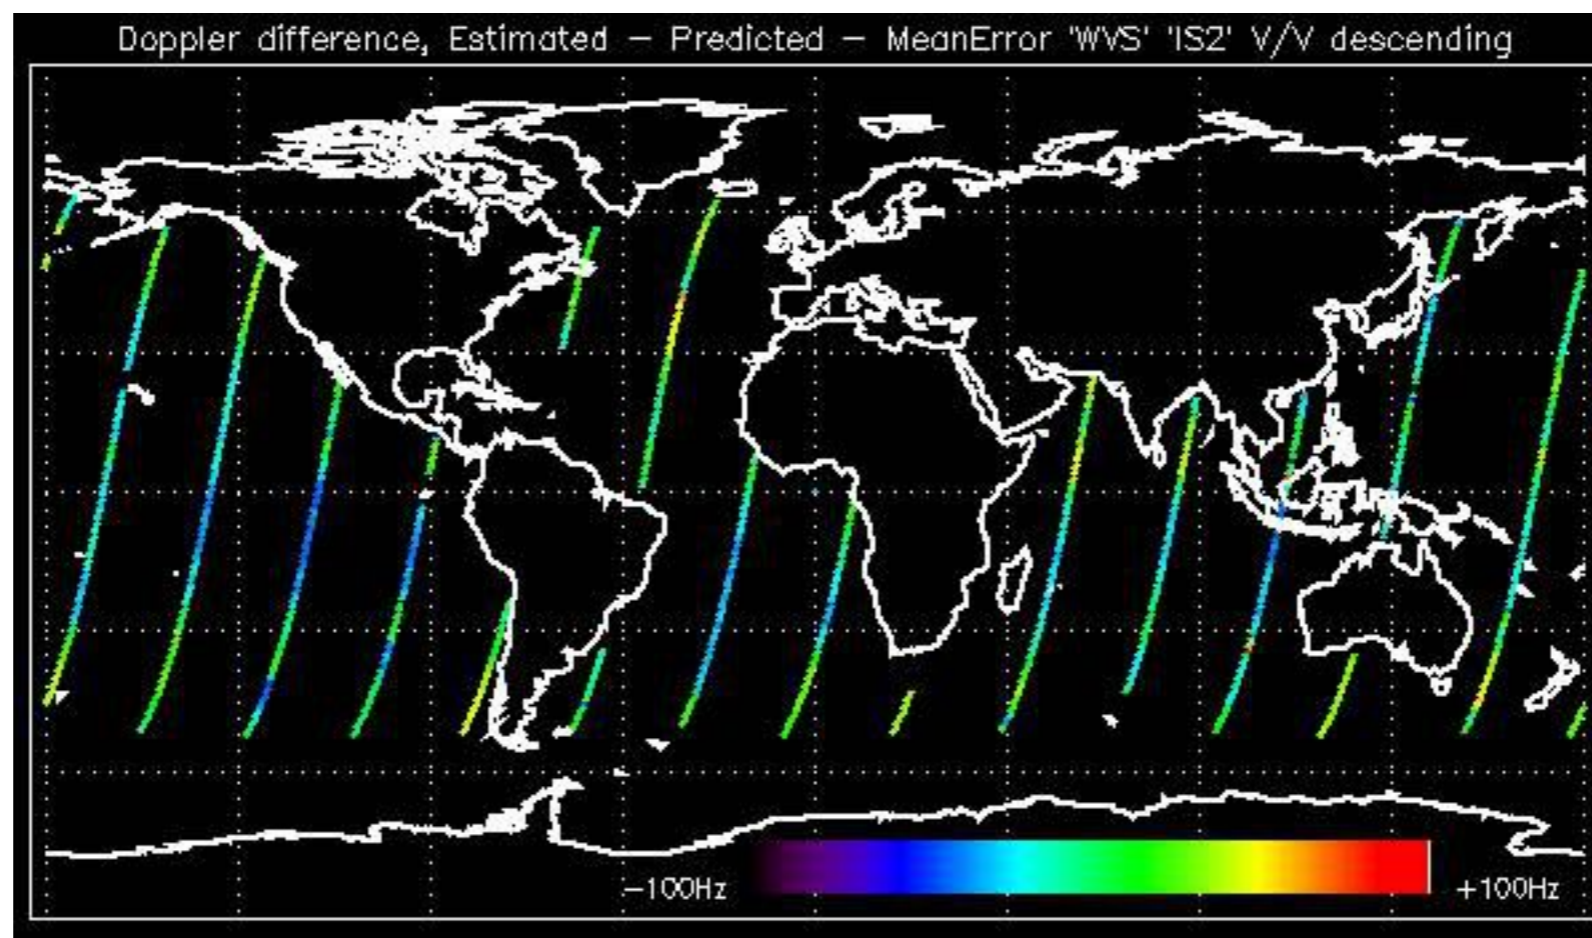 Doppler difference, Estimated – Predicted – MeanError 'WVS' 'IS2' V/V descending
-100Hz +100Hz